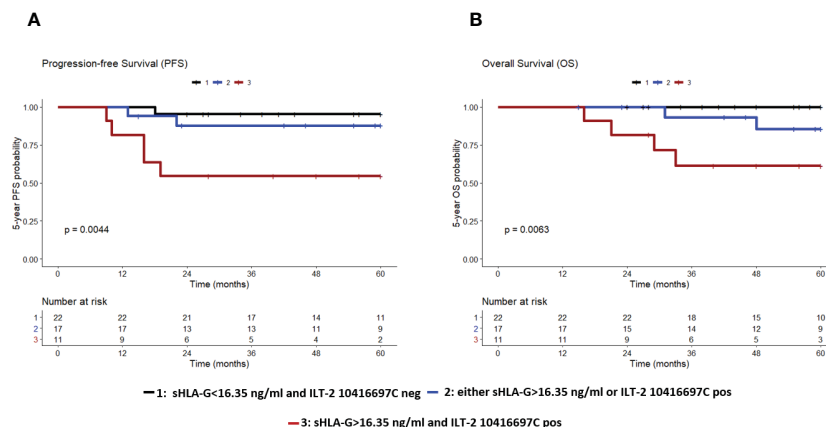 A
Progression-free Survival (PFS)
1 2 3
5-year PFS probability
1.00
0.75
0.50
0.25
0.00
p = 0.0044
0 12 24 36 48 60
Time (months)
Number at risk
1 22 22 21 17 14 11
2 17 17 13 13 11 9
3 11 9 6 5 4 2
0 12 24 36 48 60
Time (months)
B
Overall Survival (OS)
1 2 3
5-year OS probability
1.00
0.75
0.50
0.25
0.00
p = 0.0063
0 12 24 36 48 60
Time (months)
Number at risk
1 22 22 22 18 15 10
2 17 17 15 14 12 9
3 11 11 9 6 5 3
0 12 24 36 48 60
Time (months)
1: sHLA-G<16.35 ng/ml and ILT-2 10416697C neg 2: either sHLA-G>16.35 ng/ml or ILT-2 10416697C pos
3: sHLA-G>16.35 ng/ml and ILT-2 10416697C pos